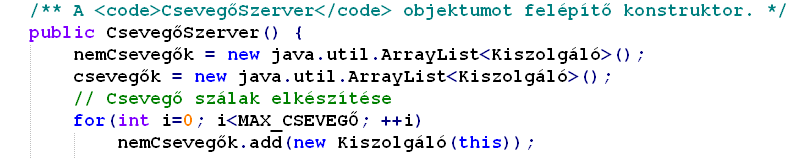 /** A <code>CsevegőSzerver</code> objektumot felépítő konstruktor. */
public CsevegőSzerver() {
nemCsevegők = new java.util.ArrayList<Kiszolgáló>();
csevegők = new java.util.ArrayList<Kiszolgáló>();
// Csevegő szálak elkészítése
for(int i=0; i<MAX_CSEVEGŐ; ++i)
nemCsevegők.add(new Kiszolgáló(this));